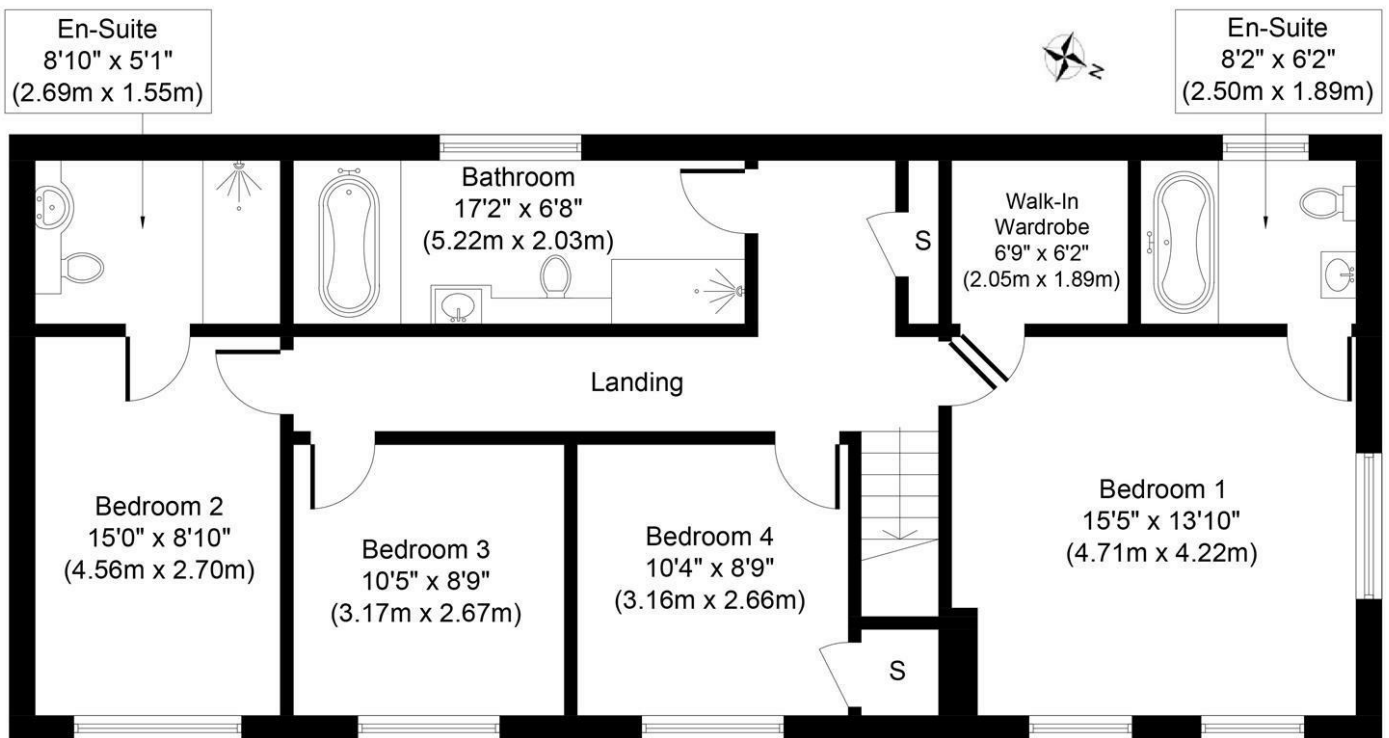 En-Suite
8'10" x 5'1"
(2.69m x 1.55m)
En-Suite
8'2" x 6'2"
(2.50m x 1.89m)
N
Bathroom
17'2" x 6'8"
(5.22m x 2.03m)
S
Walk-In
Wardrobe
6'9" x 6'2"
(2.05m x 1.89m)
Landing
Bedroom 2
15'0" x 8'10"
(4.56m x 2.70m)
Bedroom 3
10'5" x 8'9"
(3.17m x 2.67m)
Bedroom 4
10'4" x 8'9"
(3.16m x 2.66m)
Bedroom 1
15'5" x 13'10"
(4.71m x 4.22m)
S